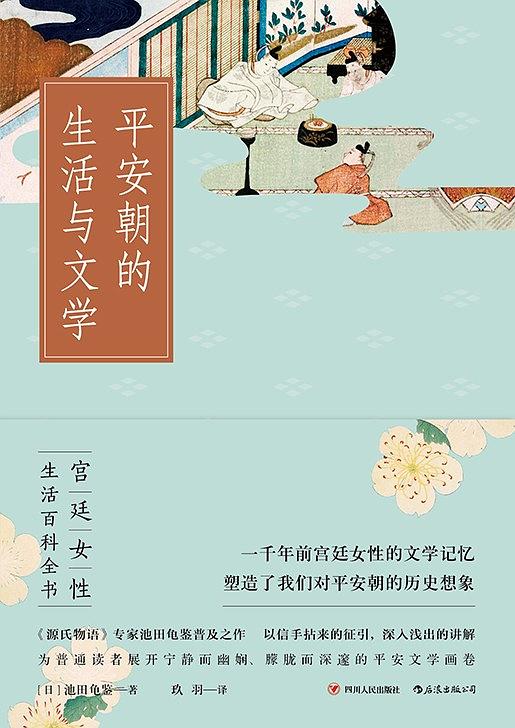 平安朝的
生活与文学
宫廷女性
生活百科全书
一千年前宫廷女性的文学记忆
塑造了我们对平安朝的历史想象
《源氏物语》专家池田龟鉴普及之作 以信手拈来的征引，深入浅出的讲解
为普通读者展开宁静而幽娴、朦胧而深邃的平安文学画卷
[日]池田龟鉴—著 玖羽—译 四川人民出版社 后浪出版公司